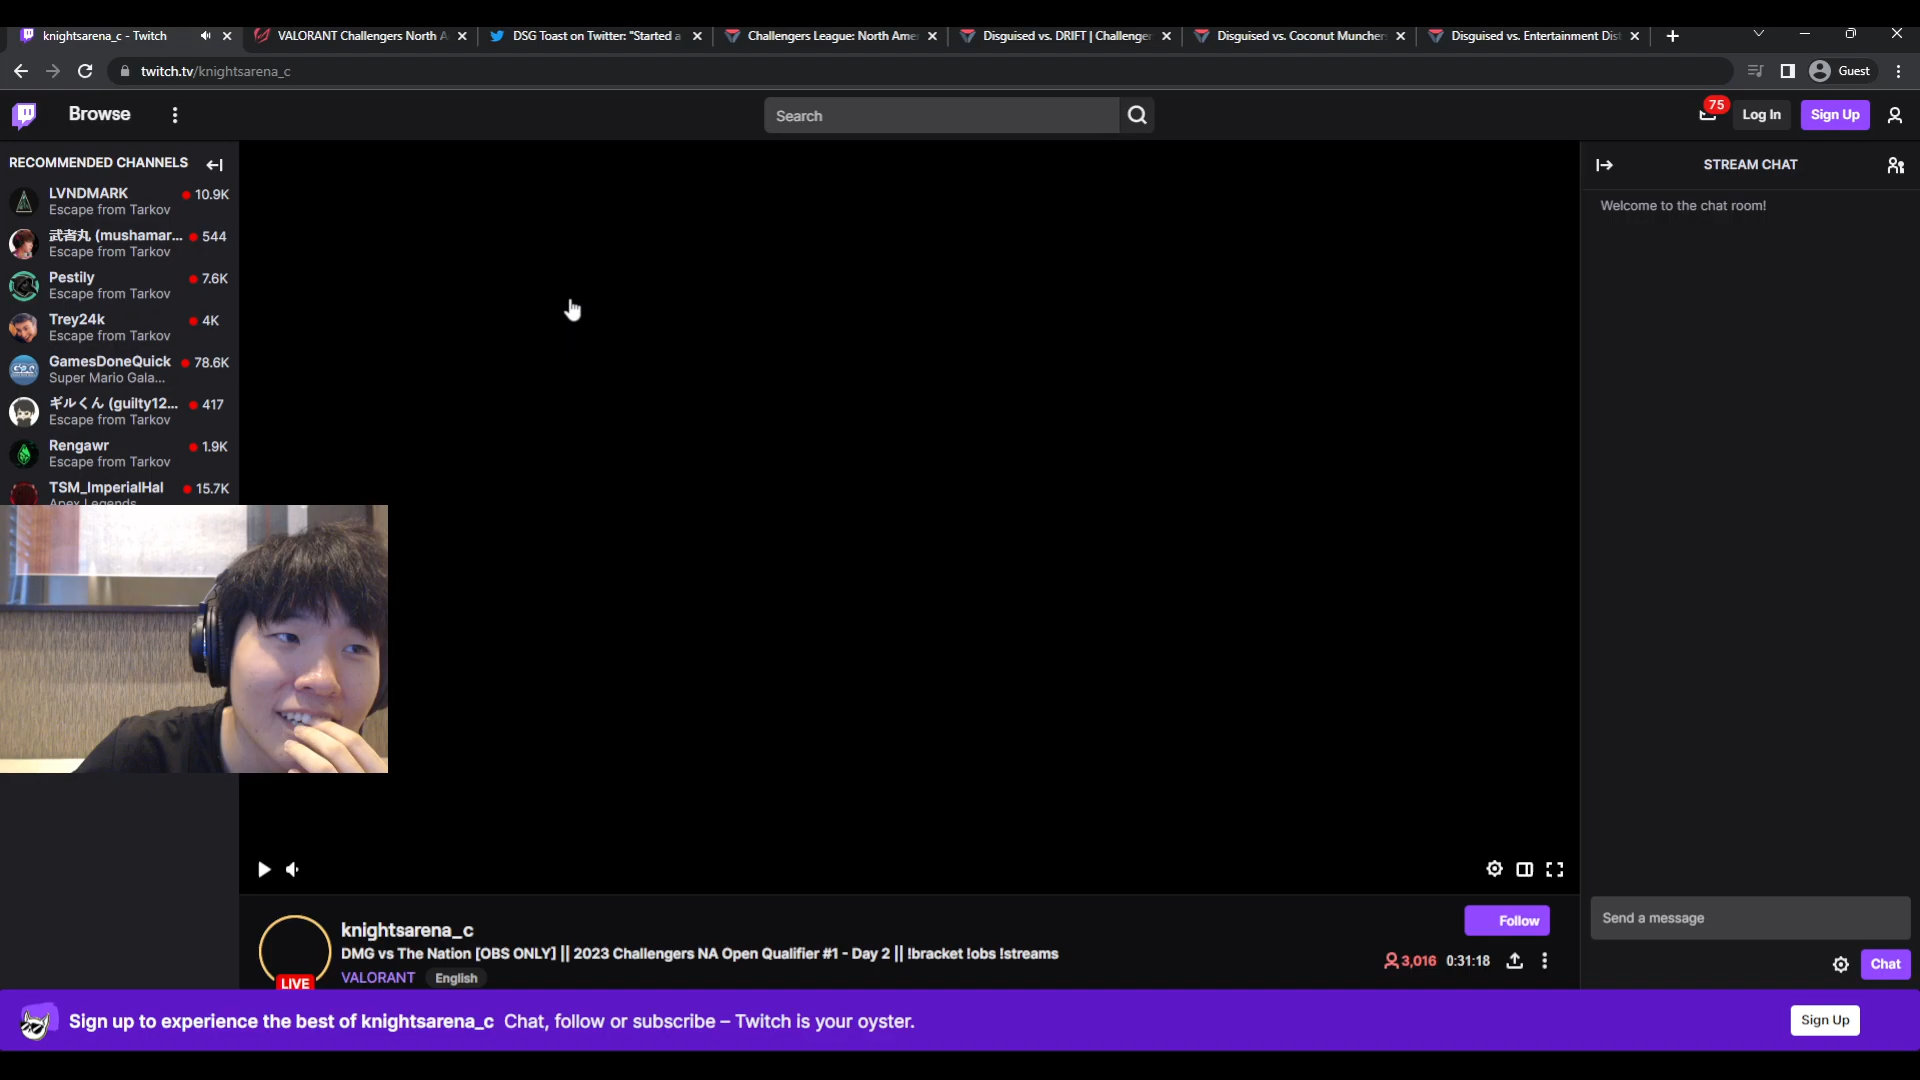 knightsarena_c - Twitch
VALORANT Challengers North A
DSG Toast on Twitter: "Started a
Challengers League: North Ame
Disguised vs. DRIFT | Challenger
Disguised vs. Coconut Muncher
Disguised vs. Entertainment Dist
twitch.tv/knightsarena_c
Guest
Browse
Search
75
Log In
Sign Up
RECOMMENDED CHANNELS
LVNDMARK
10.9K
Escape from Tarkov
武者丸 (mushamar...
544
Escape from Tarkov
Pestily
7.6K
Escape from Tarkov
Trey24k
4K
Escape from Tarkov
GamesDoneQuick
78.6K
Super Mario Gala...
ギルくん (guilty12...
417
Escape from Tarkov
Rengawr
1.9K
Escape from Tarkov
TSM_ImperialHal
15.7K
Apex Legends
STREAM CHAT
Welcome to the chat room!
knightsarena_c
DMG vs The Nation [OBS ONLY] || 2023 Challengers NA Open Qualifier #1 - Day 2 || !bracket !obs !streams
VALORANT
English
LIVE
Follow
3,016
0:31:18
Send a message
Chat
Sign up to experience the best of knightsarena_c
Chat, follow or subscribe – Twitch is your oyster.
Sign Up